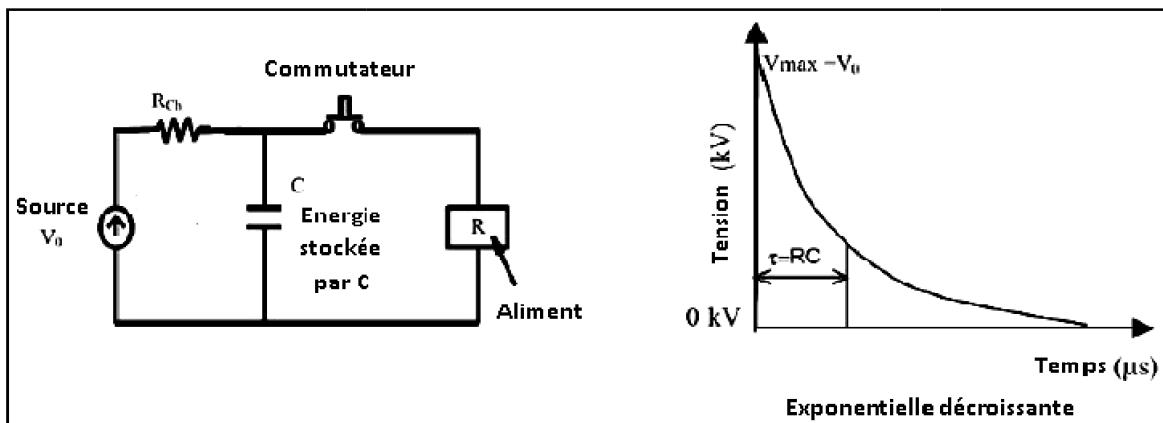 Commutateur
R_Ch
Source
V₀
C
Energie
stockée
par C
R
Aliment
Vmax =V₀
Tension (kV)
τ=RC
0 kV
Temps (µs)
Exponentielle décroissante